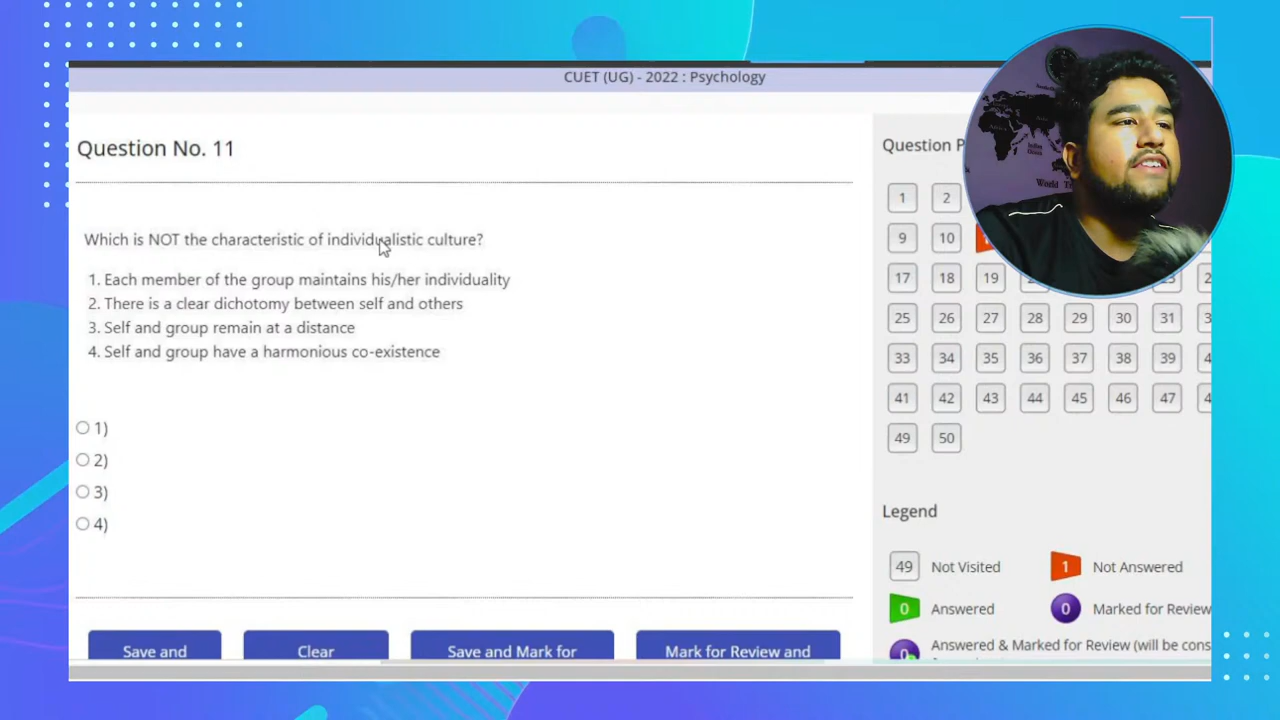 CUET (UG) - 2022 : Psychology
Question No. 11
Which is NOT the characteristic of individualistic culture?
1. Each member of the group maintains his/her individuality
2. There is a clear dichotomy between self and others
3. Self and group remain at a distance
4. Self and group have a harmonious co-existence
1)
2)
3)
4)
Save and
Clear
Save and Mark for
Mark for Review and
Question P
1 2
9 10
17 18 19
25 26 27 28 29 30 31
33 34 35 36 37 38 39
41 42 43 44 45 46 47
49 50
Legend
49 Not Visited
1 Not Answered
0 Answered
0 Marked for Review
0 Answered & Marked for Review (will be cons